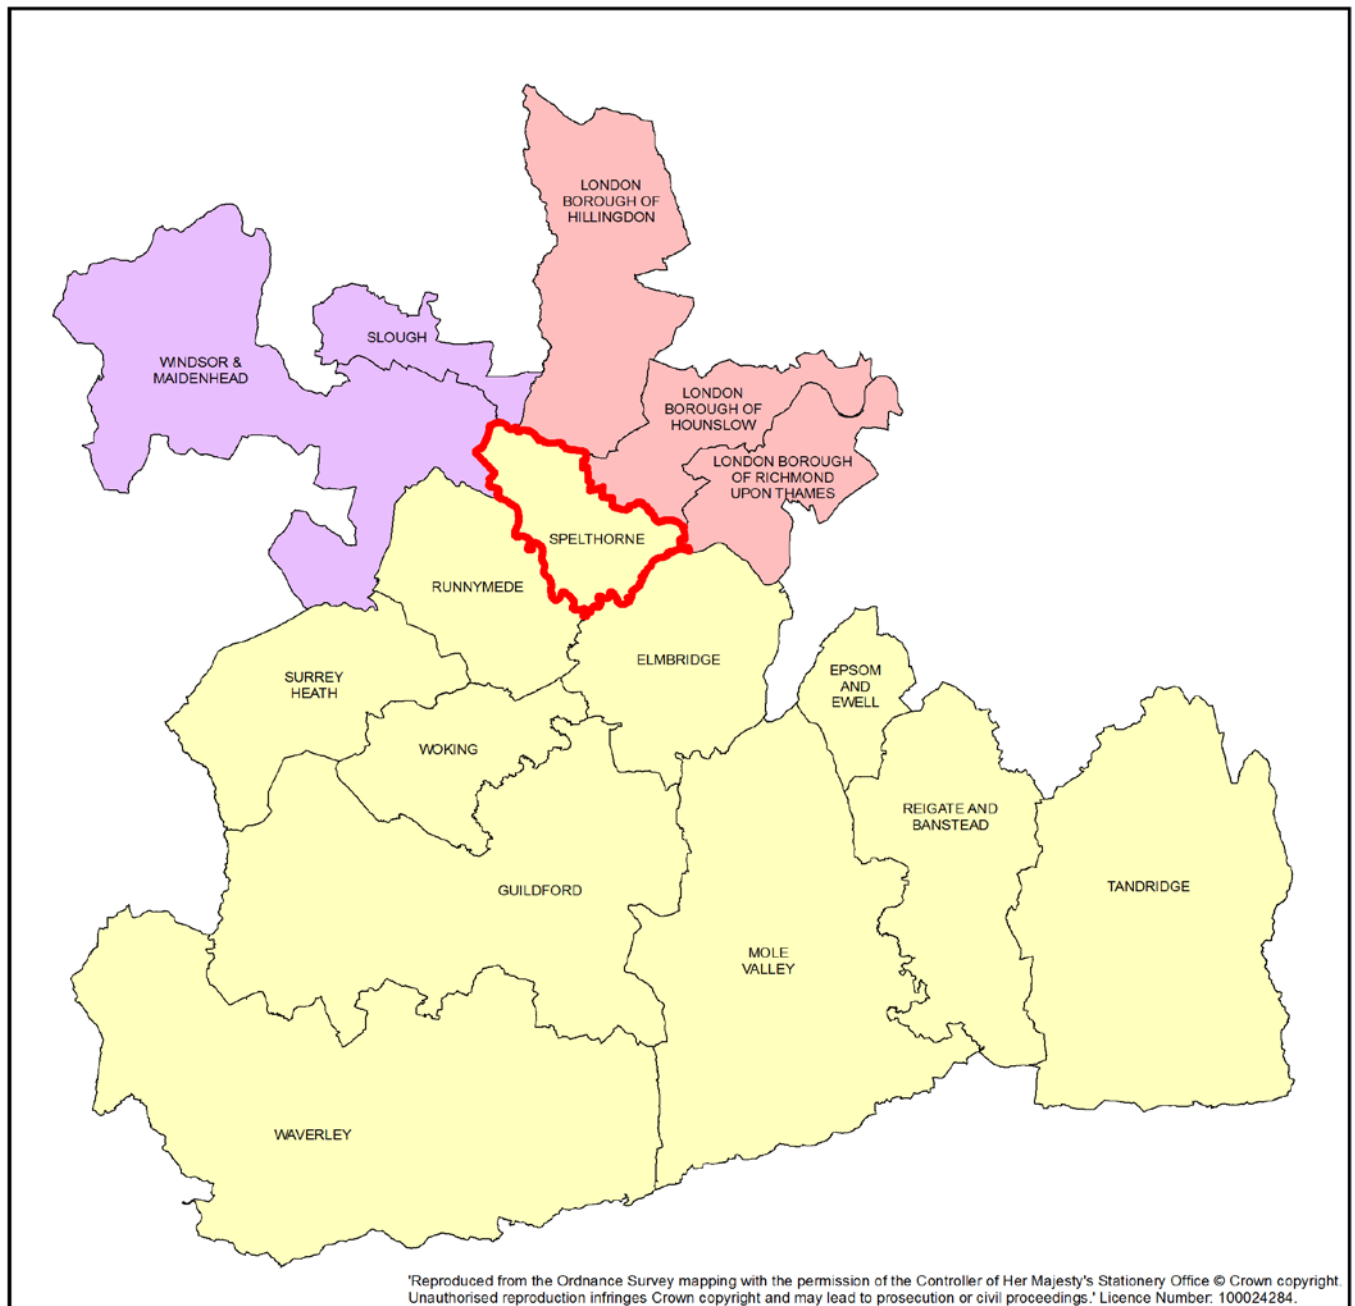 LONDON
BOROUGH OF
HILLINGDON
SLOUGH
WINDSOR &
MAIDENHEAD
LONDON
BOROUGH OF
HOUNSLOW
LONDON BOROUGH
OF RICHMOND
UPON THAMES
SPELTHORNE
RUNNYMEDE
ELMBRIDGE
SURREY
HEATH
EPSOM
AND
EWELL
WOKING
REIGATE AND
BANSTEAD
GUILDFORD
TANDRIDGE
MOLE
VALLEY
WAVERLEY
'Reproduced from the Ordnance Survey mapping with the permission of the Controller of Her Majesty's Stationery Office © Crown copyright.
Unauthorised reproduction infringes Crown copyright and may lead to prosecution or civil proceedings.' Licence Number: 100024284.